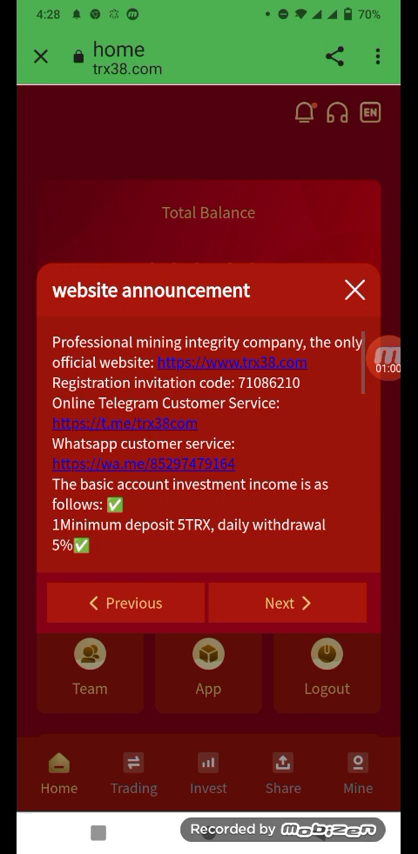 4:28
70%
home
trx38.com
EN
Total Balance
website announcement
Professional mining integrity company, the only
official website: https://www.trx38.com
Registration invitation code: 71086210
Online Telegram Customer Service:
https://t.me/trx38com
Whatsapp customer service:
https://wa.me/85297479164
The basic account investment income is as
follows: ✅
1Minimum deposit 5TRX, daily withdrawal
5%✅
01:00
Previous
Next
Team
App
Logout
Home
Trading
Invest
Share
Mine
Recorded by mobizen